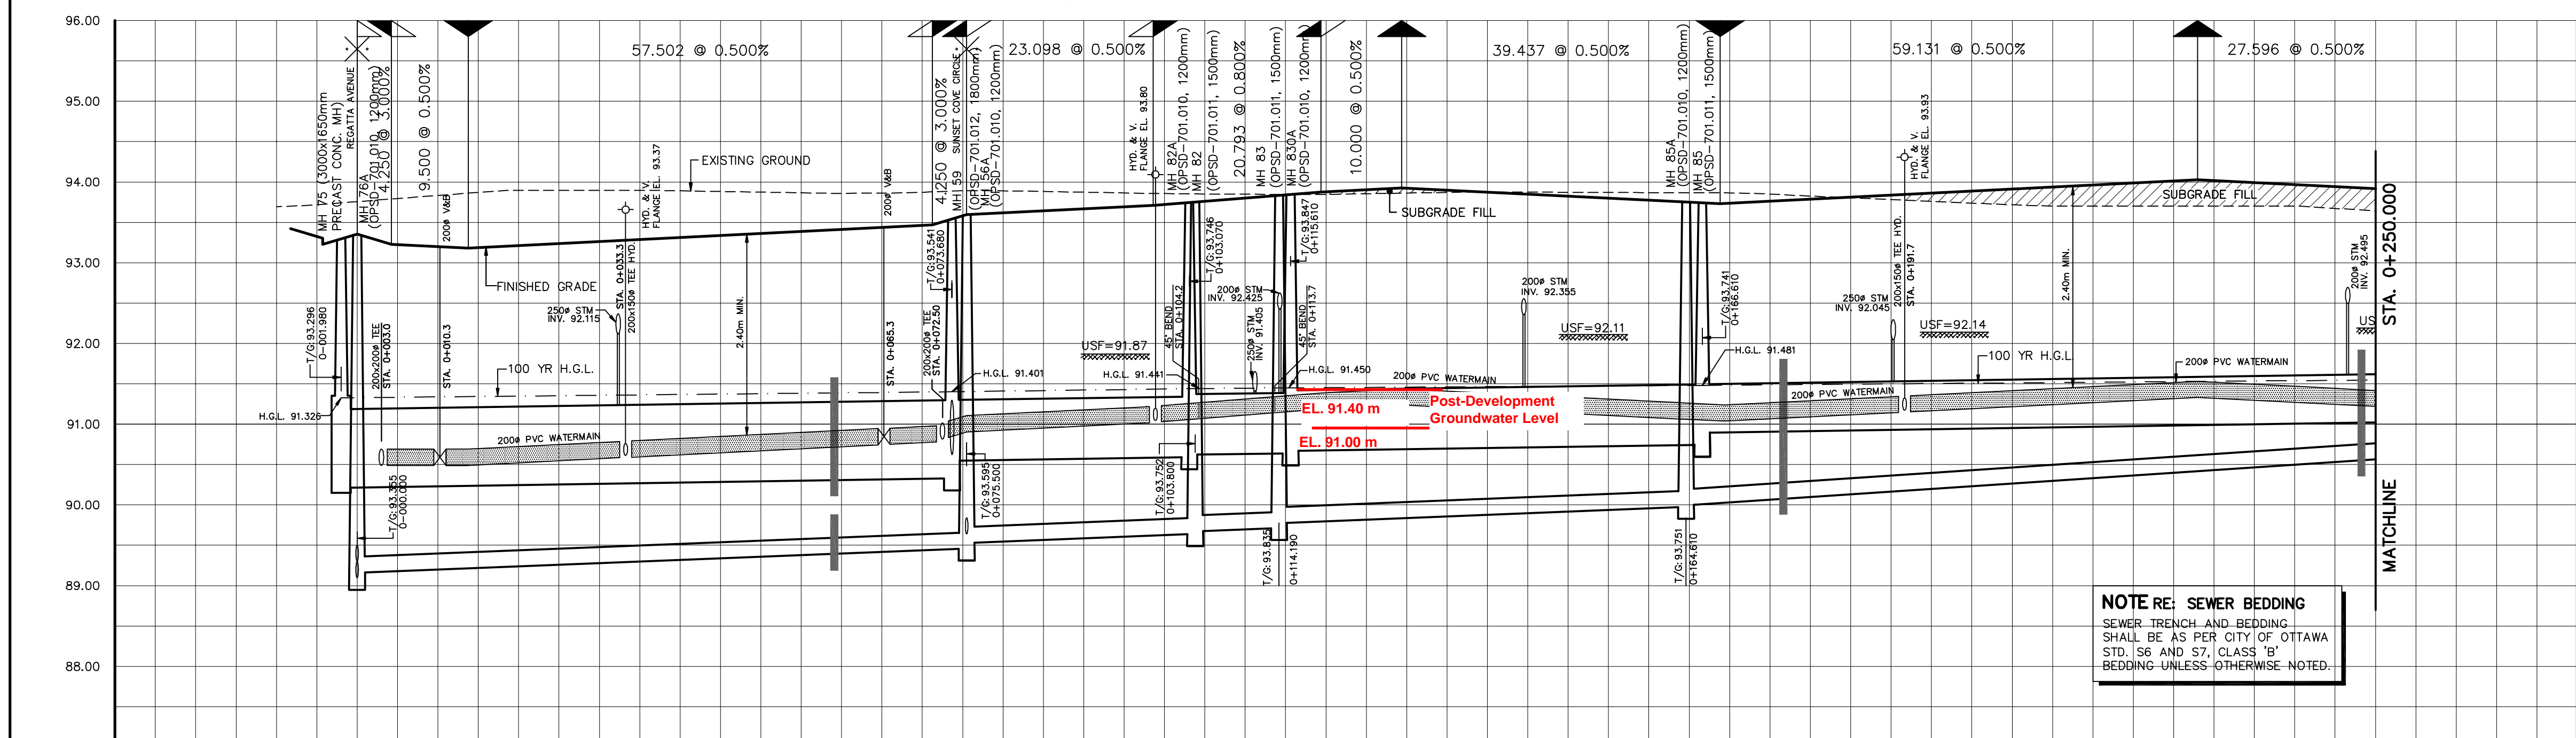 96.00
95.00
94.00
93.00
92.00
91.00
90.00
89.00
88.00
57.502 @ 0.500%
23.098 @ 0.500%
39.437 @ 0.500%
59.131 @ 0.500%
27.596 @ 0.500%
MH 75 (3000x1650mm
PRECAST CONC. MH)
REGATTA AVENUE
MH 76A
(OPSD-701.010, 1200mm)
4.250 @ 3.000%
9.500 @ 0.500%
200ø V&B
HYD. & V.
FLANGE EL. 93.37
EXISTING GROUND
200ø V&B
4.250 @ 3.000%
SUNSET COVE CIRCLE
MH 59
(OPSD-701.012, 1800mm)
MH 56A
(OPSD-701.010, 1200mm)
HYD. & V.
FLANGE EL. 93.80
MH 82A
(OPSD-701.010, 1200mm)
MH 82
(OPSD-701.011, 1500mm)
20.793 @ 0.800%
MH 83
(OPSD-701.011, 1500mm)
MH 830A
(OPSD-701.010, 1200mm)
10.000 @ 0.500%
SUBGRADE FILL
MH 85A
(OPSD-701.010, 1200mm)
MH 85
(OPSD-701.011, 1500mm)
HYD. & V.
FLANGE EL. 93.93
SUBGRADE FILL
STA. 0+250.000
MATCHLINE
FINISHED GRADE
T/G:93.296
0-001.980
200x200ø TEE
STA. 0+003.0
STA. 0+010.3
100 YR H.G.L.
H.G.L. 91.326
250ø STM
INV. 92.115
STA. 0+033.3
200x150ø TEE HYD.
2.40m MIN.
STA. 0+065.3
200x200ø TEE
STA. 0+072.50
T/G:93.541
0+073.680
H.G.L. 91.401
USF=91.87
H.G.L. 91.441
45° BEND
STA. 0+104.2
T/G:93.746
0+103.070
200ø STM
INV. 92.425
250ø STM
INV. 91.405
45° BEND
STA. 0+113.7
T/G:93.847
0+115.610
H.G.L. 91.450
200ø PVC WATERMAIN
200ø STM
INV. 92.355
USF=92.11
T/G:93.741
0+166.610
H.G.L. 91.481
250ø STM
INV. 92.045
200x150ø TEE HYD.
STA. 0+191.7
USF=92.14
100 YR H.G.L.
2.40m MIN.
200ø PVC WATERMAIN
200ø STM
INV. 92.495
US
200ø PVC WATERMAIN
EL. 91.40 m
Post-Development
Groundwater Level
EL. 91.00 m
200ø PVC WATERMAIN
T/G:93.355
0-000.000
T/G:93.595
0+075.500
T/G:93.752
0+103.800
T/G:93.835
0+114.190
T/G:93.751
0+164.610
NOTE RE: SEWER BEDDING
SEWER TRENCH AND BEDDING
SHALL BE AS PER CITY OF OTTAWA
STD. S6 AND S7, CLASS 'B'
BEDDING UNLESS OTHERWISE NOTED.